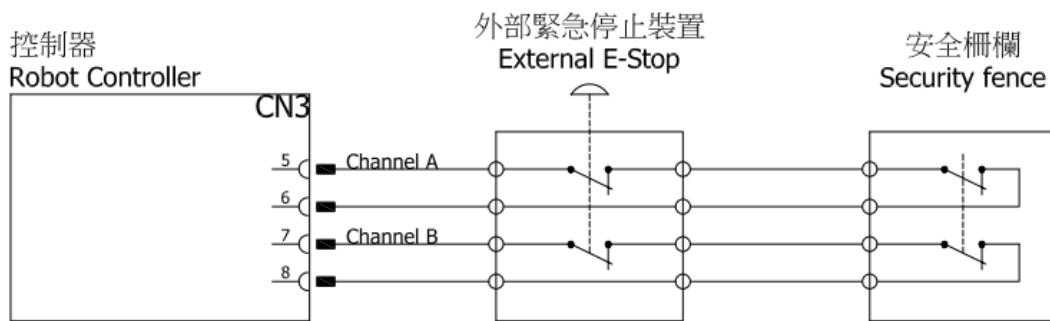 外部緊急停止裝置
External E-Stop
控制器
Robot Controller
安全柵欄
Security fence
CN3
5
Channel A
6
7
Channel B
8